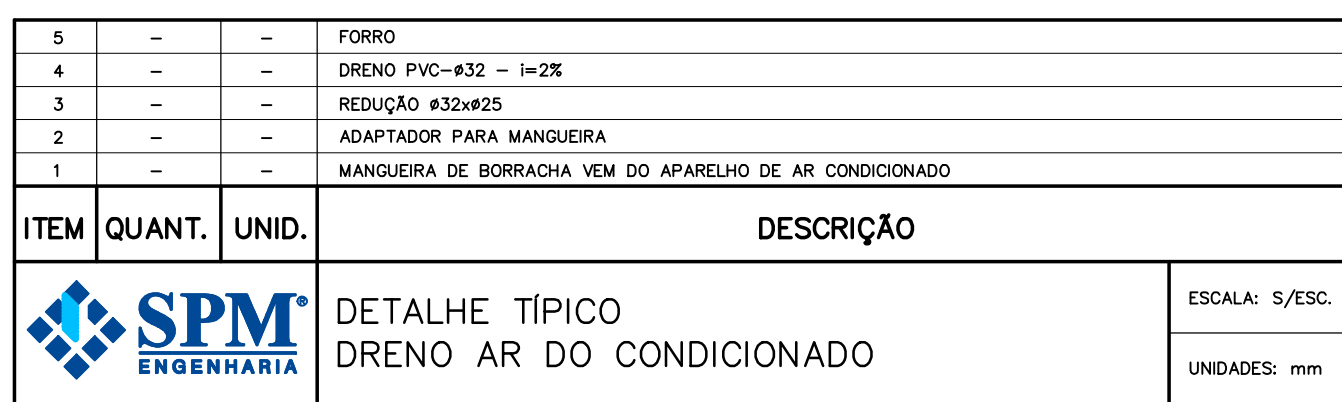 5 – – FORRO
4 – – DRENO PVC–ø32 – i=2%
3 – – REDUÇÃO ø32xø25
2 – – ADAPTADOR PARA MANGUEIRA
1 – – MANGUEIRA DE BORRACHA VEM DO APARELHO DE AR CONDICIONADO
ITEM QUANT. UNID. DESCRIÇÃO
SPM®
ENGENHARIA
DETALHE TÍPICO
DRENO AR DO CONDICIONADO
ESCALA: S/ESC.
UNIDADES: mm